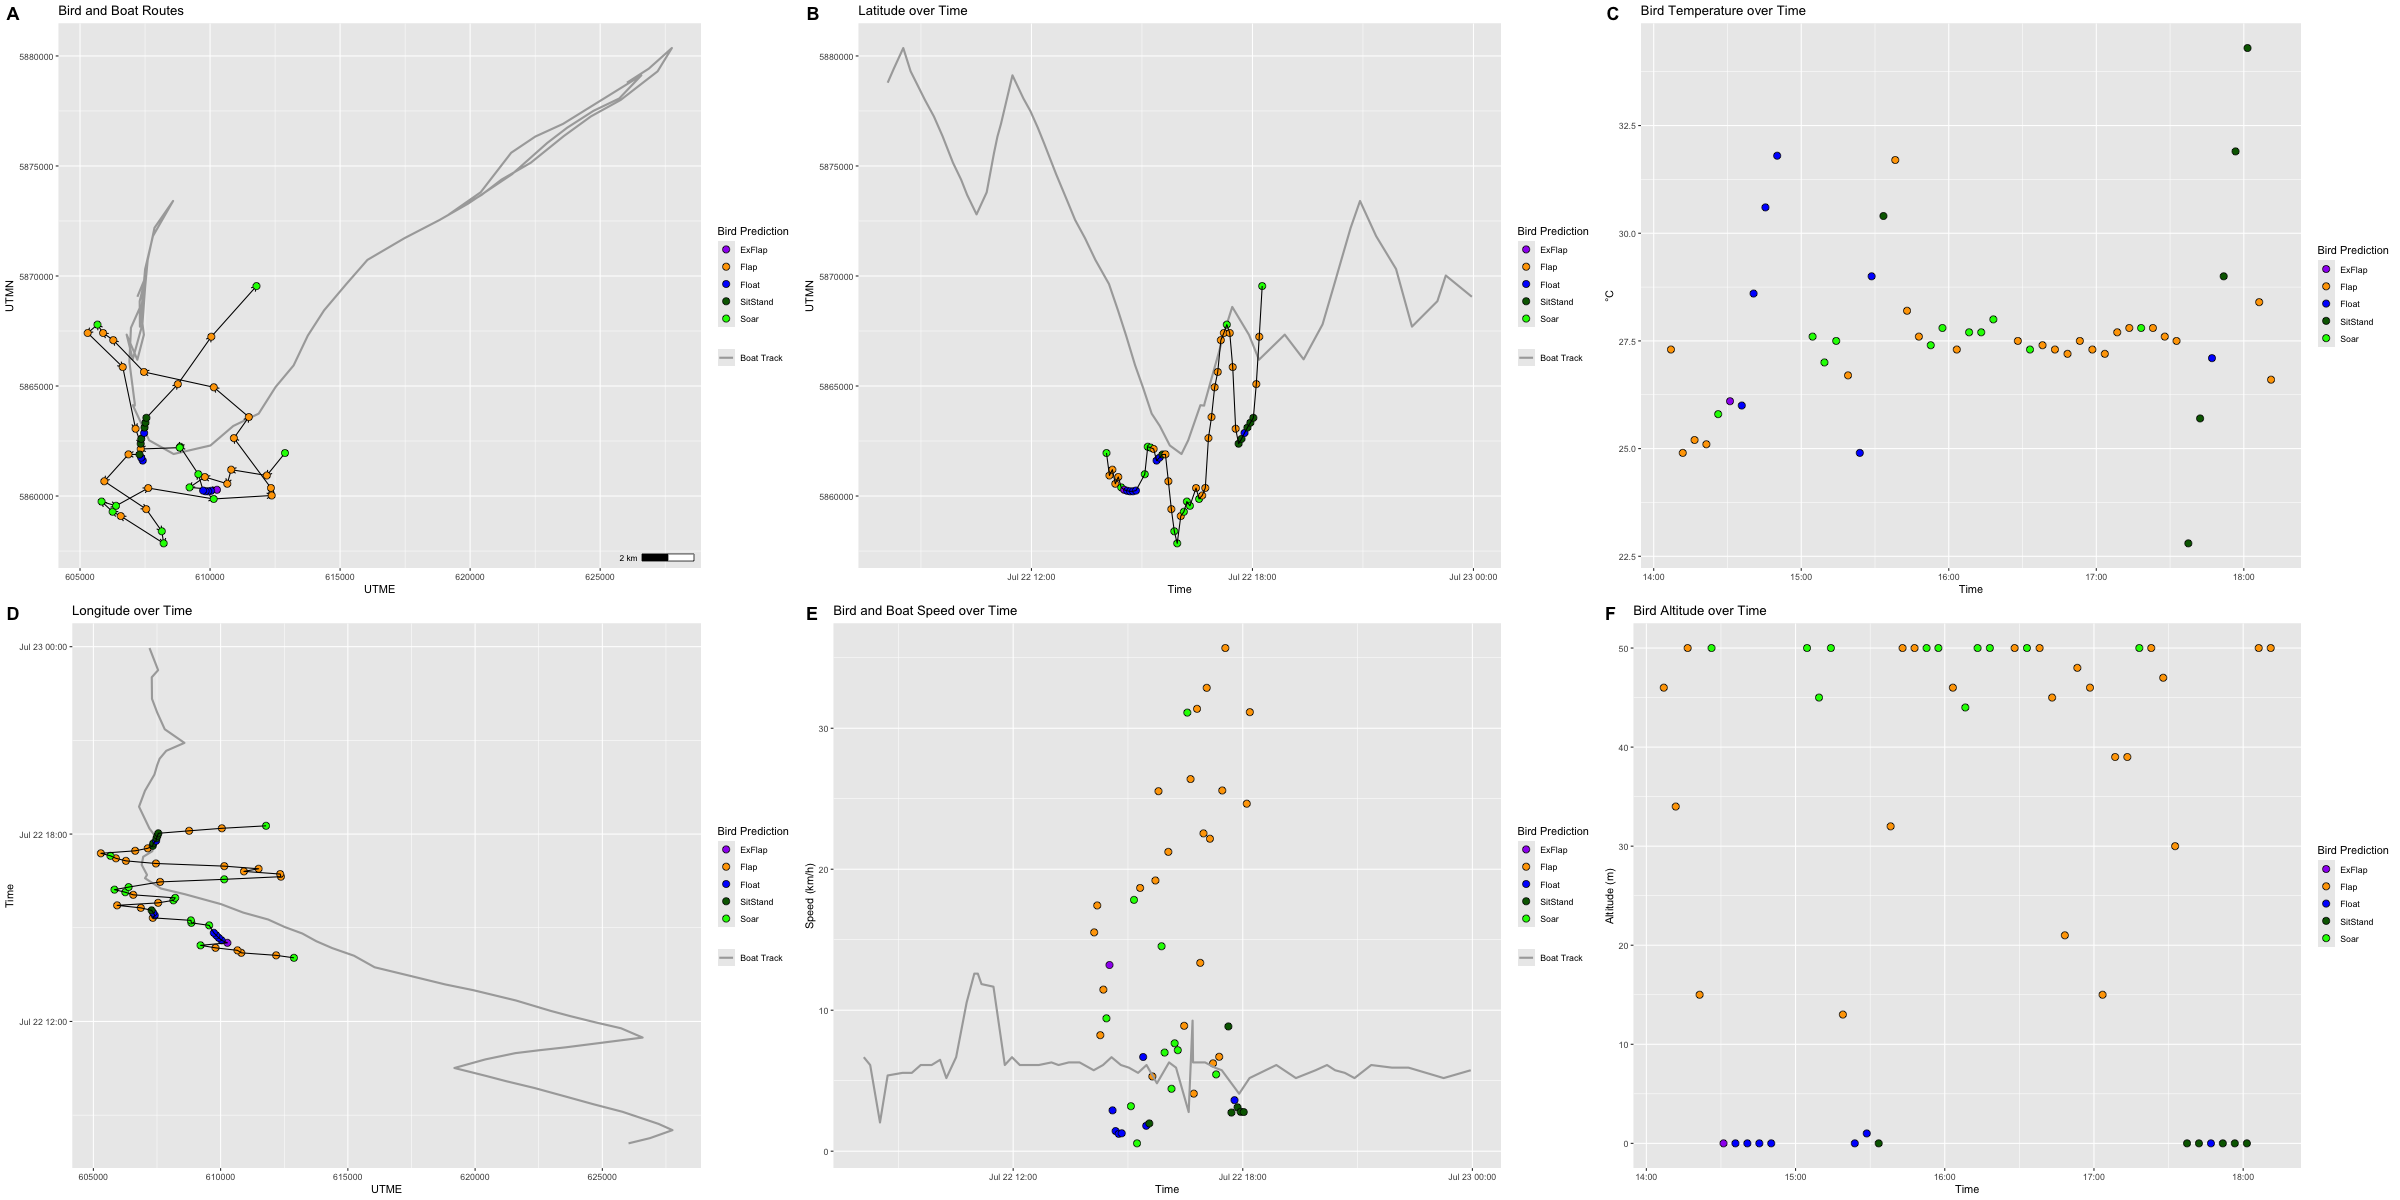 A Bird and Boat Routes
5880000
5875000
5870000
5865000
5860000
UTMN
605000 610000 615000 620000 625000
UTME
2 km
Bird Prediction
ExFlap
Flap
Float
SitStand
Soar
Boat Track
B Latitude over Time
5880000
5875000
5870000
5865000
5860000
UTMN
Jul 22 12:00 Jul 22 18:00 Jul 23 00:00
Time
Bird Prediction
ExFlap
Flap
Float
SitStand
Soar
Boat Track
C Bird Temperature over Time
32.5
30.0
27.5
25.0
22.5
°C
14:00 15:00 16:00 17:00 18:00
Time
Bird Prediction
ExFlap
Flap
Float
SitStand
Soar
D Longitude over Time
Jul 23 00:00
Jul 22 18:00
Jul 22 12:00
Time
605000 610000 615000 620000 625000
UTME
Bird Prediction
ExFlap
Flap
Float
SitStand
Soar
Boat Track
E Bird and Boat Speed over Time
30
20
10
0
Speed (km/h)
Jul 22 12:00 Jul 22 18:00 Jul 23 00:00
Time
Bird Prediction
ExFlap
Flap
Float
SitStand
Soar
Boat Track
F Bird Altitude over Time
50
40
30
20
10
0
Altitude (m)
14:00 15:00 16:00 17:00 18:00
Time
Bird Prediction
ExFlap
Flap
Float
SitStand
Soar